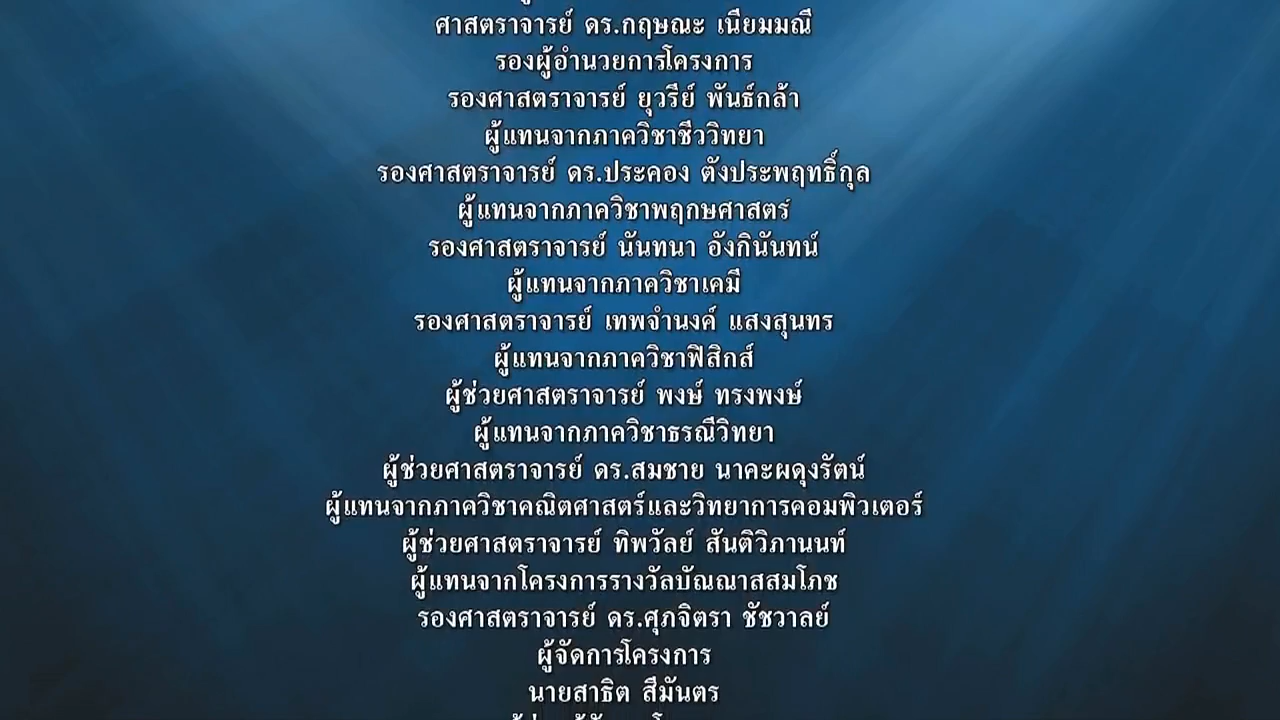 ศาสตราจารย์ ดร.กฤษณะ เนียมมณี
รองผู้อำนวยการโครงการ
รองศาสตราจารย์ ยุวรีย์ พันธ์กล้า
ผู้แทนจากภาควิชาชีววิทยา
รองศาสตราจารย์ ดร.ประคอง ตังประพฤทธิ์กุล
ผู้แทนจากภาควิชาพฤกษศาสตร์
รองศาสตราจารย์ นันทนา อังกินันทน์
ผู้แทนจากภาควิชาเคมี
รองศาสตราจารย์ เทพจำนงค์ แสงสุนทร
ผู้แทนจากภาควิชาฟิสิกส์
ผู้ช่วยศาสตราจารย์ พงษ์ ทรงพงษ์
ผู้แทนจากภาควิชาธรณีวิทยา
ผู้ช่วยศาสตราจารย์ ดร.สมชาย นาคะผดุงรัตน์
ผู้แทนจากภาควิชาคณิตศาสตร์และวิทยาการคอมพิวเตอร์
ผู้ช่วยศาสตราจารย์ ทิพวัลย์ สันติวิภานนท์
ผู้แทนจากโครงการรางวัลบัณณาสสมโภช
รองศาสตราจารย์ ดร.ศุภจิตรา ชัชวาลย์
ผู้จัดการโครงการ
นายสาธิต สีมันตร